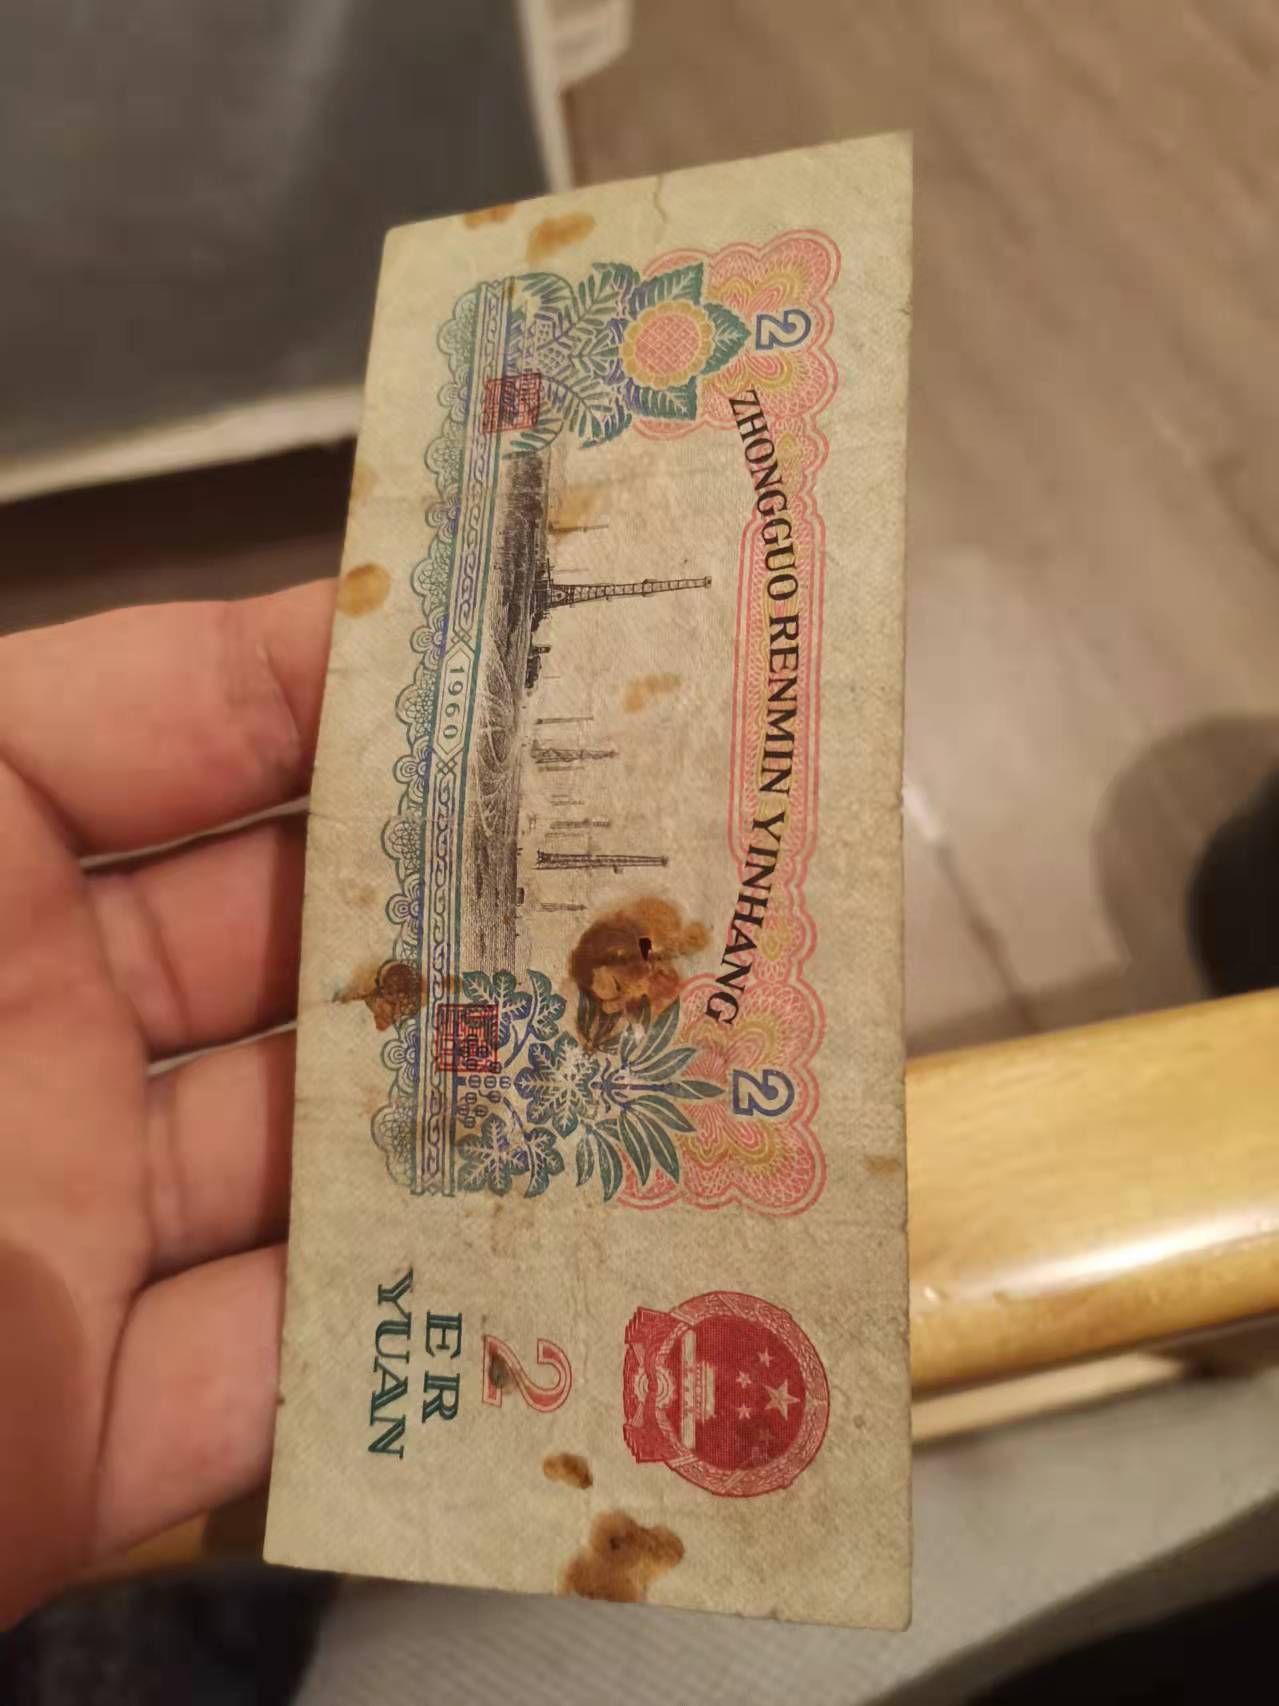 2
ZHONGGUO RENMIN YINHANG
2
1960
2
ER
YUAN